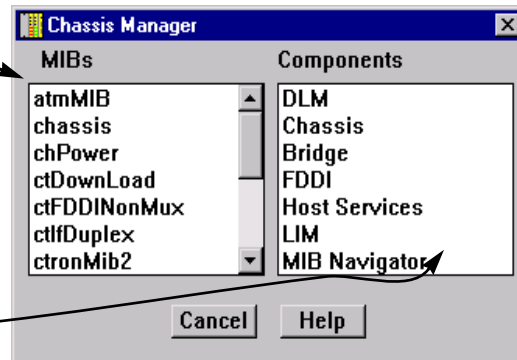 Chassis Manager
MIBs
Components
atmMIB
chassis
chPower
ctDownLoad
ctFDDINonMux
ctIfDuplex
ctronMib2
DLM
Chassis
Bridge
FDDI
Host Services
LIM
MIB Navigator
Cancel
Help